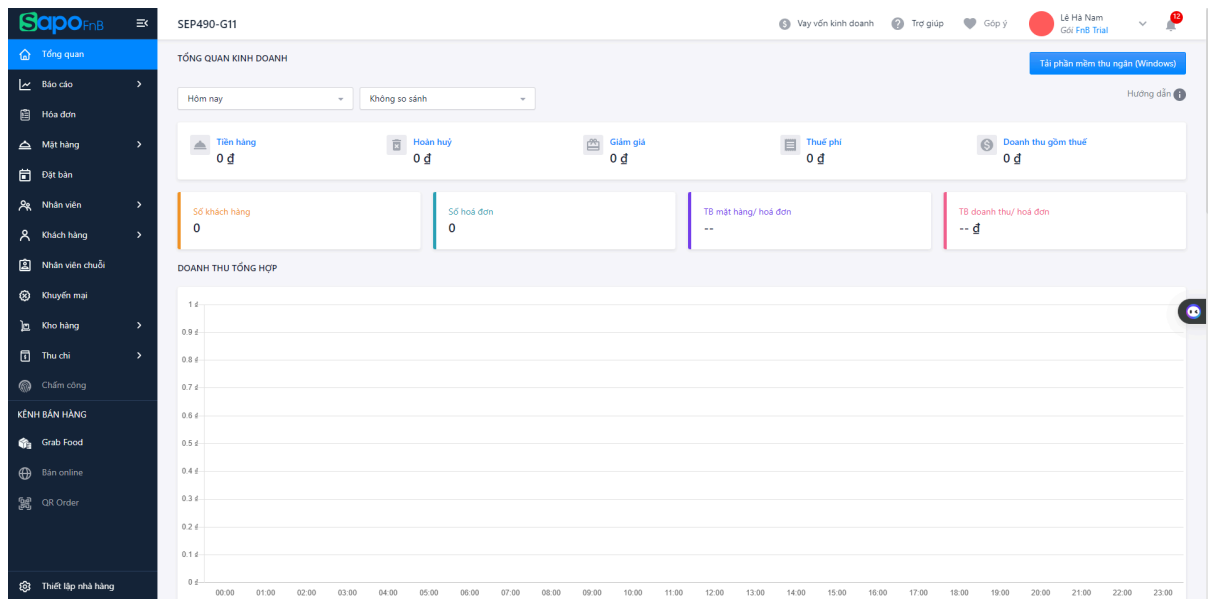 Sapo FnB
Tổng quan
Báo cáo
Hóa đơn
Mặt hàng
Đặt bàn
Nhân viên
Khách hàng
Nhân viên chuỗi
Khuyến mại
Kho hàng
Thu chi
Chấm công
KÊNH BÁN HÀNG
Grab Food
Bán online
QR Order
Thiết lập nhà hàng
SEP490-G11
Vay vốn kinh doanh
Trợ giúp
Góp ý
Lê Hà Nam
Gói FnB Trial
12
TỔNG QUAN KINH DOANH
Tải phần mềm thu ngân (Windows)
Hôm nay
Không so sánh
Hướng dẫn
Tiền hàng
0 đ
Hoàn huỷ
0 đ
Giảm giá
0 đ
Thuế phí
0 đ
Doanh thu gồm thuế
0 đ
Số khách hàng
0
Số hoá đơn
0
TB mặt hàng/ hoá đơn
--
TB doanh thu/ hoá đơn
-- đ
DOANH THU TỔNG HỢP
1 đ
0.9 đ
0.8 đ
0.7 đ
0.6 đ
0.5 đ
0.4 đ
0.3 đ
0.2 đ
0.1 đ
0 đ
00:00 01:00 02:00 03:00 04:00 05:00 06:00 07:00 08:00 09:00 10:00 11:00 12:00 13:00 14:00 15:00 16:00 17:00 18:00 19:00 20:00 21:00 22:00 23:00